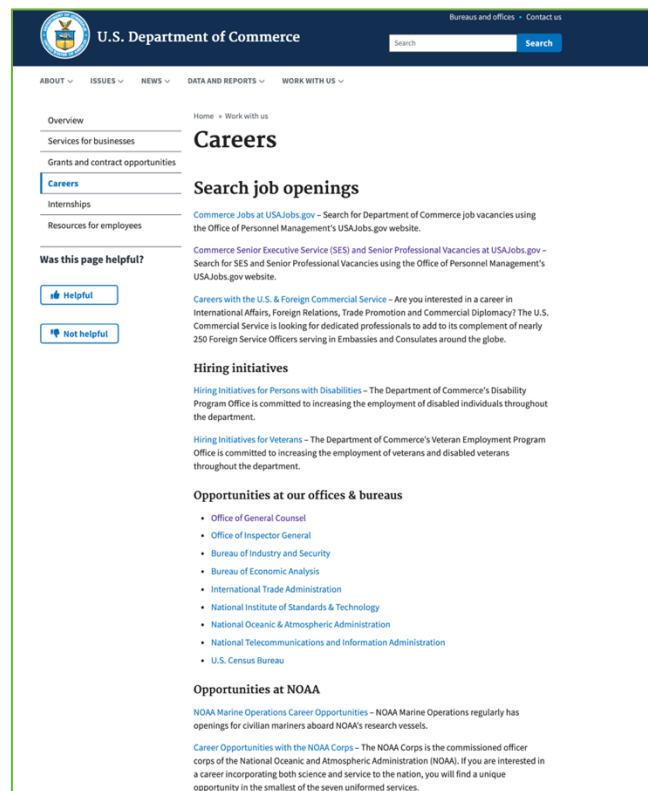 Bureaus and offices • Contact us
U.S. Department of Commerce
Search
Search
ABOUT
ISSUES
NEWS
DATA AND REPORTS
WORK WITH US
Overview
Services for businesses
Grants and contract opportunities
Careers
Internships
Resources for employees
Was this page helpful?
Helpful
Not helpful
Home » Work with us
Careers
Search job openings
Commerce Jobs at USAJobs.gov – Search for Department of Commerce job vacancies using
the Office of Personnel Management's USAJobs.gov website.
Commerce Senior Executive Service (SES) and Senior Professional Vacancies at USAJobs.gov –
Search for SES and Senior Professional Vacancies using the Office of Personnel Management's
USAJobs.gov website.
Careers with the U.S. & Foreign Commercial Service – Are you interested in a career in
International Affairs, Foreign Relations, Trade Promotion and Commercial Diplomacy? The U.S.
Commercial Service is looking for dedicated professionals to add to its complement of nearly
250 Foreign Service Officers serving in Embassies and Consulates around the globe.
Hiring initiatives
Hiring Initiatives for Persons with Disabilities – The Department of Commerce's Disability
Program Office is committed to increasing the employment of disabled individuals throughout
the department.
Hiring Initiatives for Veterans – The Department of Commerce's Veteran Employment Program
Office is committed to increasing the employment of veterans and disabled veterans
throughout the department.
Opportunities at our offices & bureaus
• Office of General Counsel
• Office of Inspector General
• Bureau of Industry and Security
• Bureau of Economic Analysis
• International Trade Administration
• National Institute of Standards & Technology
• National Oceanic & Atmospheric Administration
• National Telecommunications and Information Administration
• U.S. Census Bureau
Opportunities at NOAA
NOAA Marine Operations Career Opportunities – NOAA Marine Operations regularly has
openings for civilian mariners aboard NOAA's research vessels.
Career Opportunities with the NOAA Corps – The NOAA Corps is the commissioned officer
corps of the National Oceanic and Atmospheric Administration (NOAA). If you are interested in
a career incorporating both science and service to the nation, you will find a unique
opportunity in the smallest of the seven uniformed services.